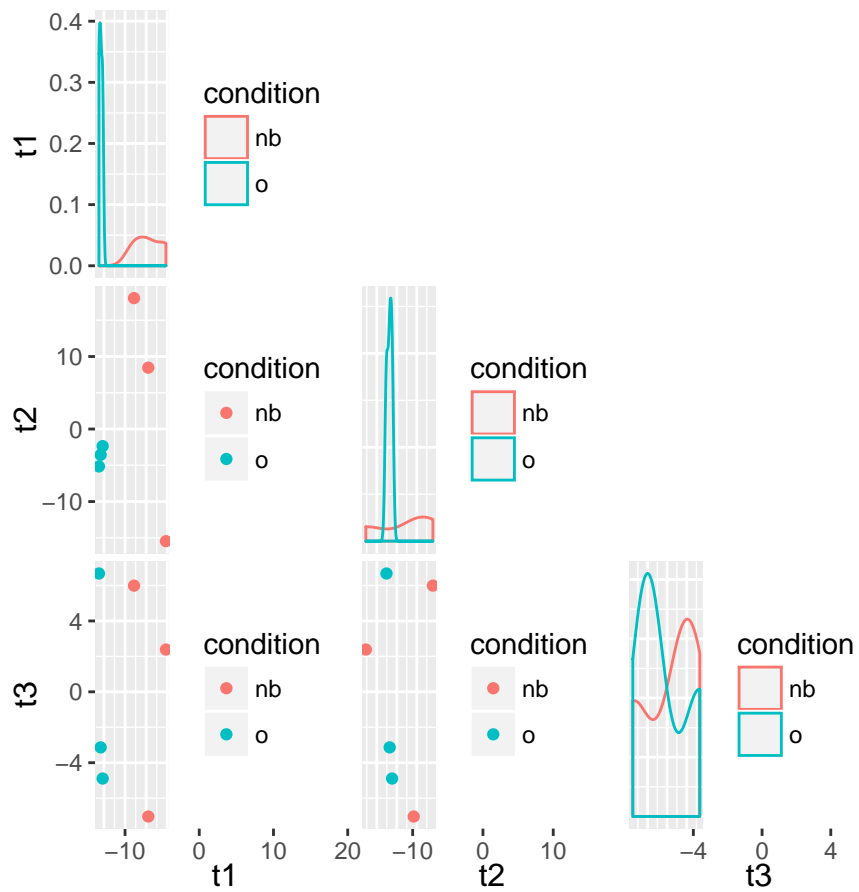 0.4
0.3
0.2
0.1
0.0
t1
condition
nb
o
10
0
−10
t2
condition
nb
o
condition
nb
o
4
0
−4
t3
condition
nb
o
condition
nb
o
condition
nb
o
−10 0 10 20 −10 0 10 −4 0 4
t1 t2 t3